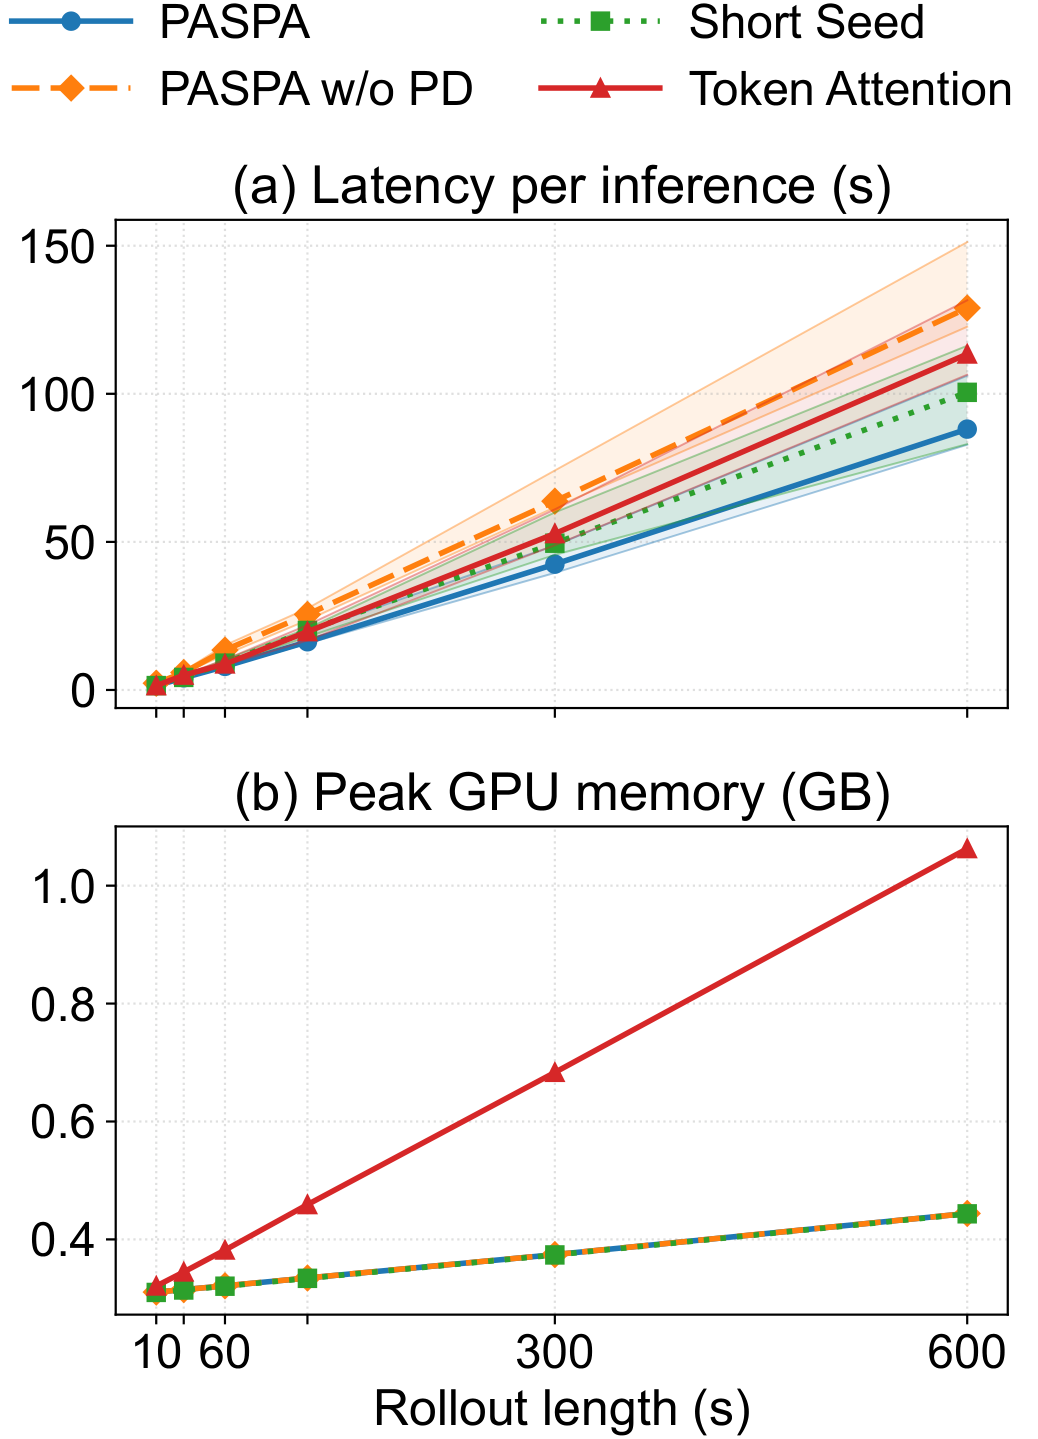 PASPA
Short Seed
PASPA w/o PD
Token Attention
(a) Latency per inference (s)
150
100
50
0
(b) Peak GPU memory (GB)
1.0
0.8
0.6
0.4
10 60 300 600
Rollout length (s)